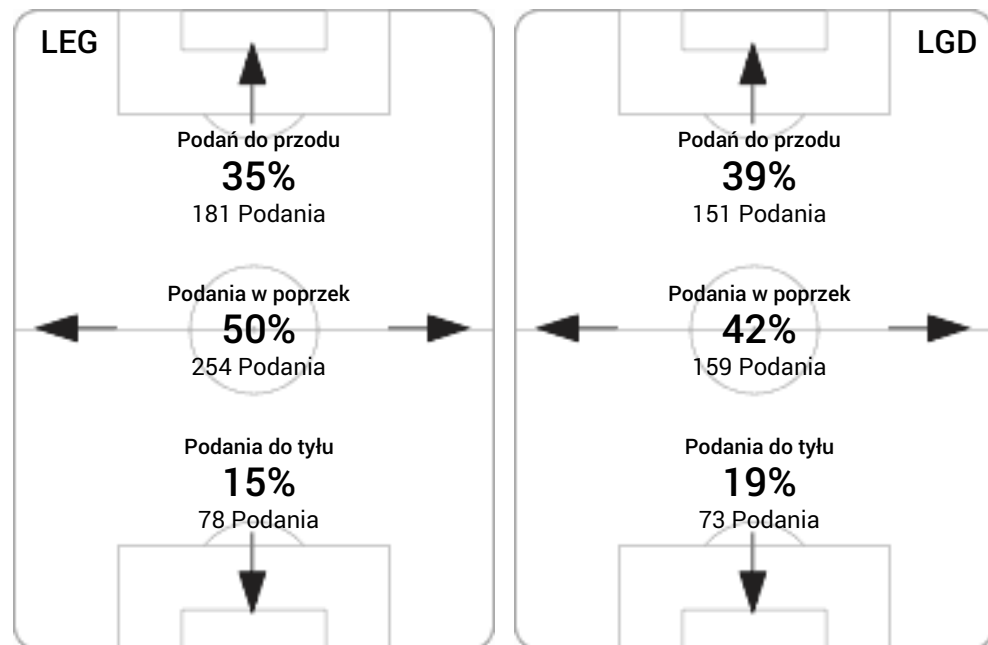 LEG
Podań do przodu
35%
181 Podania
Podania w poprzek
50%
254 Podania
Podania do tyłu
15%
78 Podania
LGD
Podań do przodu
39%
151 Podania
Podania w poprzek
42%
159 Podania
Podania do tyłu
19%
73 Podania